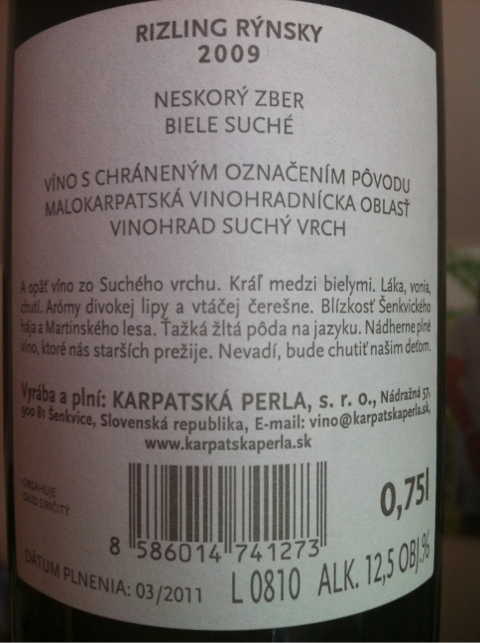 RIZLING RÝNSKY
2009
NESKORÝ ZBER
BIELE SUCHÉ
VÍNO S CHRÁNENÝM OZNAČENÍM PÔVODU
MALOKARPATSKÁ VINOHRADNÍCKA OBLASŤ
VINOHRAD SUCHÝ VRCH
A opäť víno zo Suchého vrchu. Kráľ medzi bielymi. Láka, vonia,
chutí. Arómy divokej lipy a vtáčej čerešne. Blízkosť Šenkvického
hája a Martinského lesa. Ťažká žltá pôda na jazyku. Nádherne plné
víno, ktoré nás starších prežije. Nevadí, bude chutiť našim deťom.
Vyrába a plní: KARPATSKÁ PERLA, s. r. o., Nádražná 57,
900 81 Šenkvice, Slovenská republika, E-mail: vino@karpatskaperla.sk,
www.karpatskaperla.sk
OBSAHUJE
OXID SIRIČITÝ
0,75l
8 586014 741273
DÁTUM PLNENIA: 03/2011 L 0810 ALK. 12,5 OBJ.%